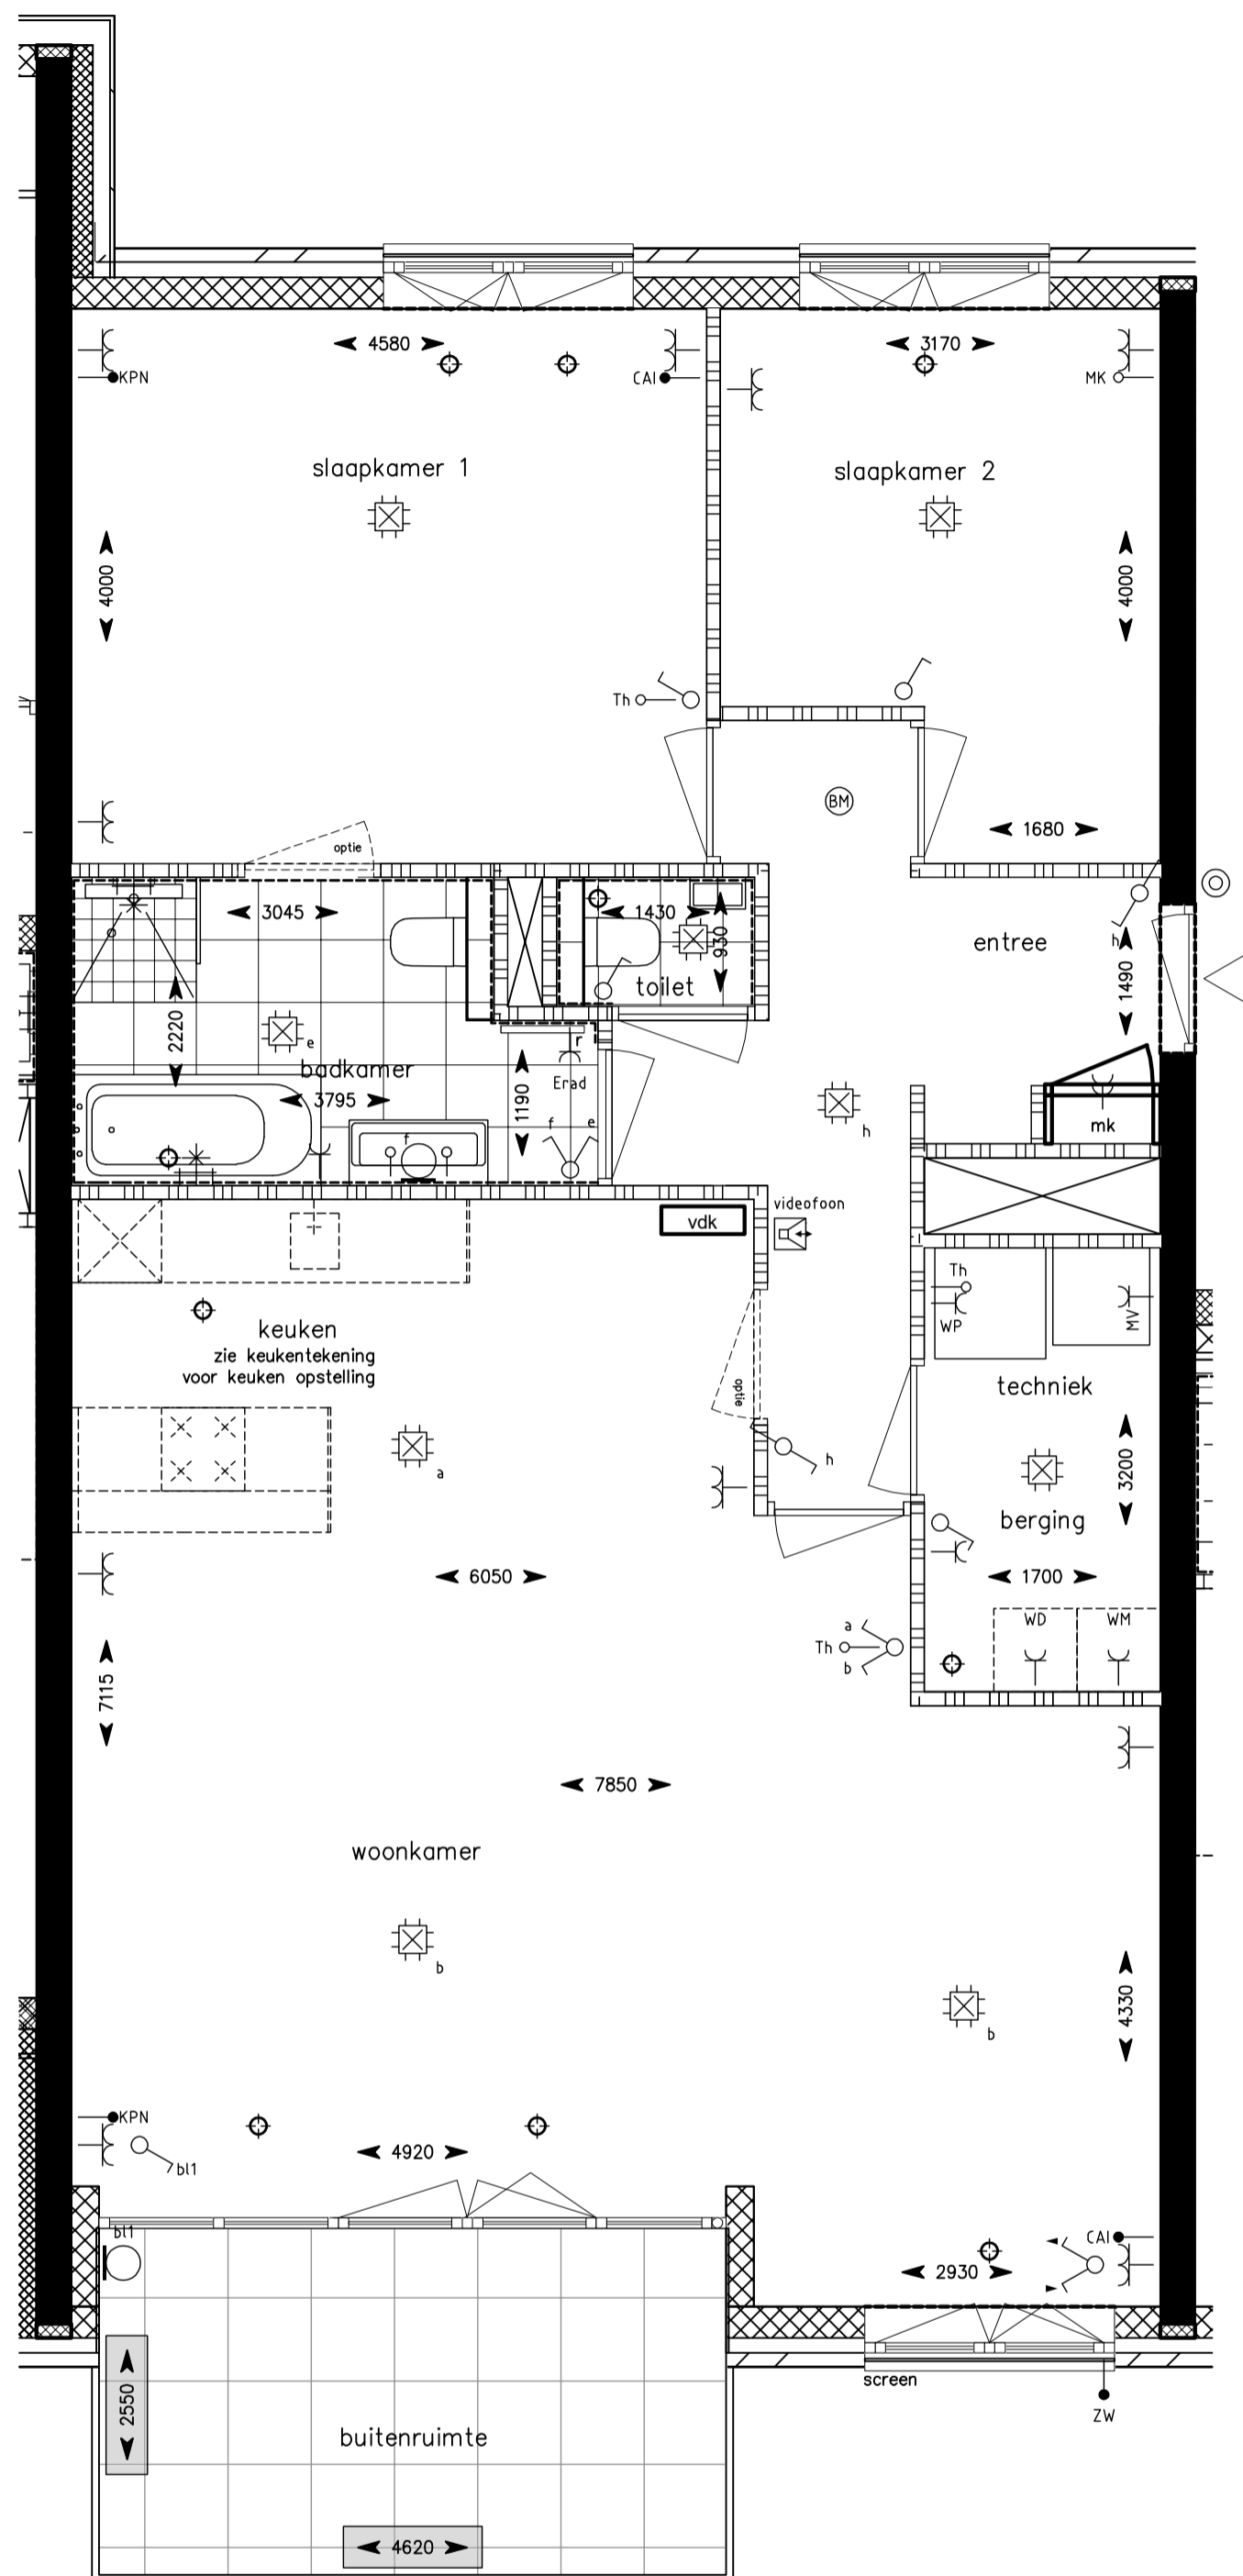 4580
3170
KPN
CAI
MK
slaapkamer 1
slaapkamer 2
4000
4000
Th
BM
optie
1680
3045
1430
930
entree
h
1490
toilet
2220
e
r
badkamer
Erad
3795
1190
f
f
e
h
mk
vdk
videofoon
Th
WP
MV
keuken
zie keukentekening
voor keuken opstelling
optie
techniek
a
h
3200
berging
6050
1700
WD
WM
a
Th
b
7115
7850
woonkamer
b
4330
b
KPN
bl1
4920
bl1
CAI
2930
screen
ZW
2550
buitenruimte
4620